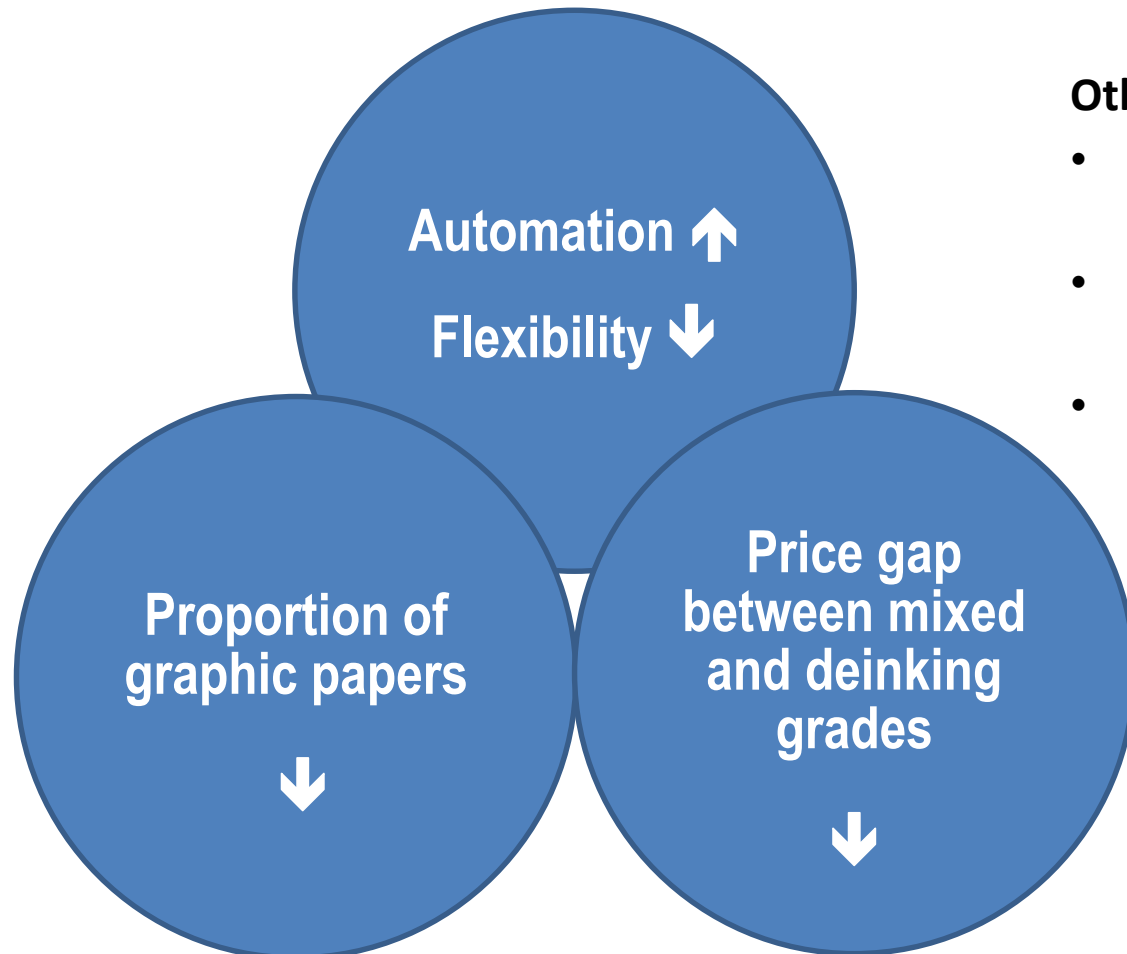 Automation ↑
Flexibility ↓
Proportion of
graphic papers
↓
Price gap
between mixed
and deinking
grades
↓
•
•
•